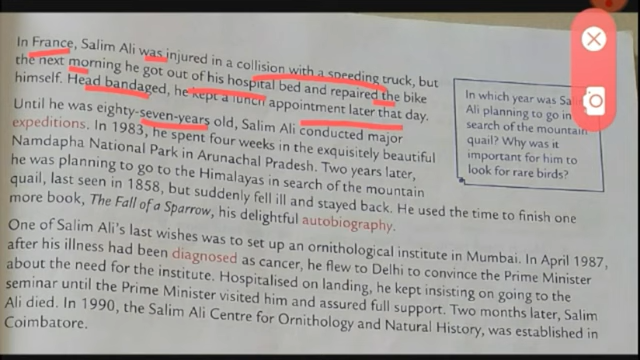 In France, Salim Ali was injured in a collision with a speeding truck, but
the next morning he got out of his hospital bed and repaired the bike
himself. Head bandaged, he kept a lunch appointment later that day.
Until he was eighty-seven-years old, Salim Ali conducted major
expeditions. In 1983, he spent four weeks in the exquisitely beautiful
Namdapha National Park in Arunachal Pradesh. Two years later,
he was planning to go to the Himalayas in search of the mountain
quail, last seen in 1858, but suddenly fell ill and stayed back. He used the time to finish one
more book, The Fall of a Sparrow, his delightful autobiography.
One of Salim Ali's last wishes was to set up an ornithological institute in Mumbai. In April 1987,
after his illness had been diagnosed as cancer, he flew to Delhi to convince the Prime Minister
about the need for the institute. Hospitalised on landing, he kept insisting on going to the
seminar until the Prime Minister visited him and assured full support. Two months later, Salim
Ali died. In 1990, the Salim Ali Centre for Ornithology and Natural History, was established in
Coimbatore.
In which year was
Ali planning to go in
search of the mountain
quail? Why was it
important for him to
look for rare birds?